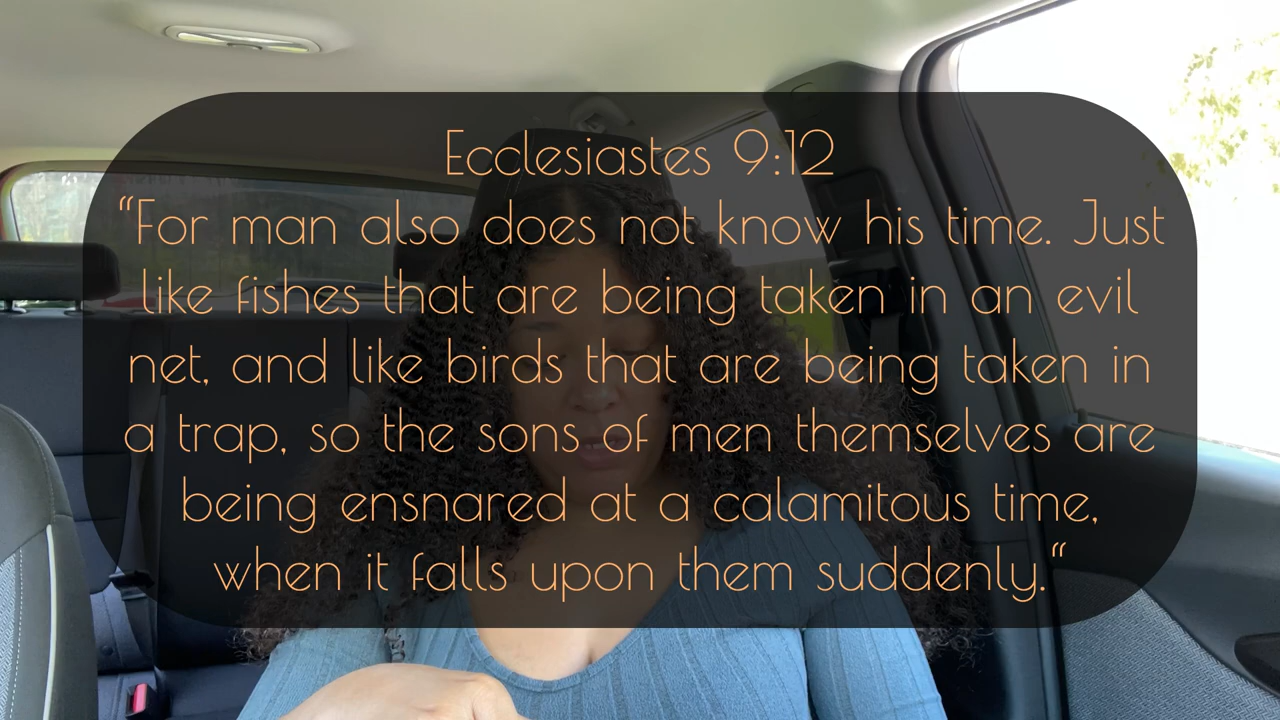 Ecclesiastes 9:12
“For man also does not know his time. Just
like fishes that are being taken in an evil
net, and like birds that are being taken in
a trap, so the sons of men themselves are
being ensnared at a calamitous time,
when it falls upon them suddenly.“